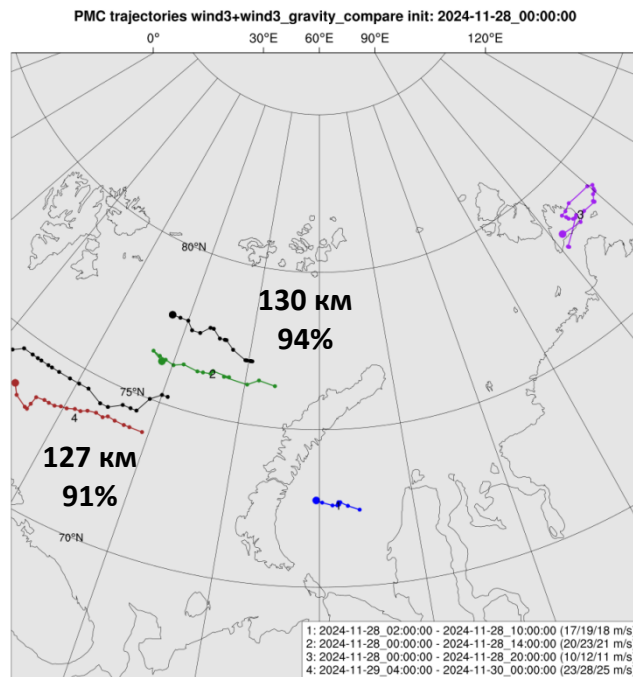 PMC trajectories wind3+wind3_gravity_compare init: 2024-11-28_00:00:00
0° 30°E 60°E 90°E 120°E
3
80°N
130 км
94%
2
75°N
4
127 км
91%
1
70°N
1: 2024-11-28_02:00:00 - 2024-11-28_10:00:00 (17/19/18 m/s
2: 2024-11-28_00:00:00 - 2024-11-28_14:00:00 (20/23/21 m/s
3: 2024-11-28_00:00:00 - 2024-11-28_20:00:00 (10/12/11 m/s
4: 2024-11-29_04:00:00 - 2024-11-30_00:00:00 (23/28/25 m/s